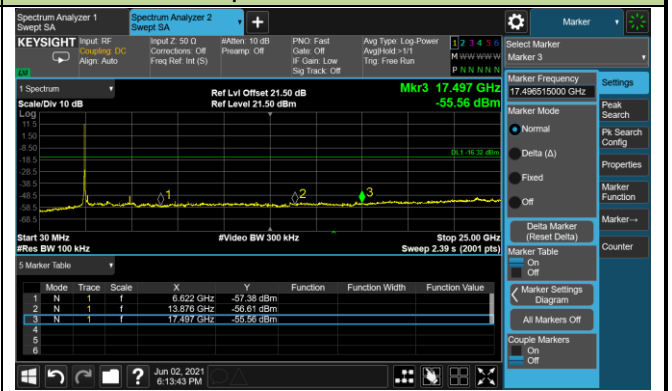 Spectrum Analyzer 1
Swept SA
Spectrum Analyzer 2
Swept SA
Marker
KEYSIGHT
Input: RF
Coupling: DC
Align: Auto
Input Z: 50 Ω
Corrections: Off
Freq Ref: Int (S)
#Atten: 10 dB
Preamp: Off
PNO: Fast
Gate: Off
IF Gain: Low
Sig Track: Off
Avg Type: Log-Power
Avg|Hold:>1/1
Trig: Free Run
1 2 3 4 5 6
M W W W W W
P N N N N N
Select Marker
Marker 3
LXI
1 Spectrum
Scale/Div 10 dB
Log
Ref Lvl Offset 21.50 dB
Ref Level 21.50 dBm
Mkr3 17.497 GHz
-55.56 dBm
11.5
1.50
-8.50
-18.5
-28.5
-38.5
-48.5
-58.5
-68.5
DL1 -16.32 dBm
1
2
3
Start 30 MHz
#Res BW 100 kHz
#Video BW 300 kHz
Stop 25.00 GHz
Sweep 2.39 s (2001 pts)
Marker Frequency
17.496515000 GHz
Marker Mode
Normal
Delta (Δ)
Fixed
Off
Delta Marker
(Reset Delta)
Marker Table
On
Off
Marker Settings
Diagram
All Markers Off
Couple Markers
On
Off
Settings
Peak
Search
Pk Search
Config
Properties
Marker
Function
Marker→
Counter
5 Marker Table
Mode Trace Scale X Y Function Function Width Function Value
1 N 1 f 6.622 GHz -57.38 dBm
2 N 1 f 13.876 GHz -56.61 dBm
3 N 1 f 17.497 GHz -55.56 dBm
4
5
6
Jun 02, 2021
6:13:43 PM